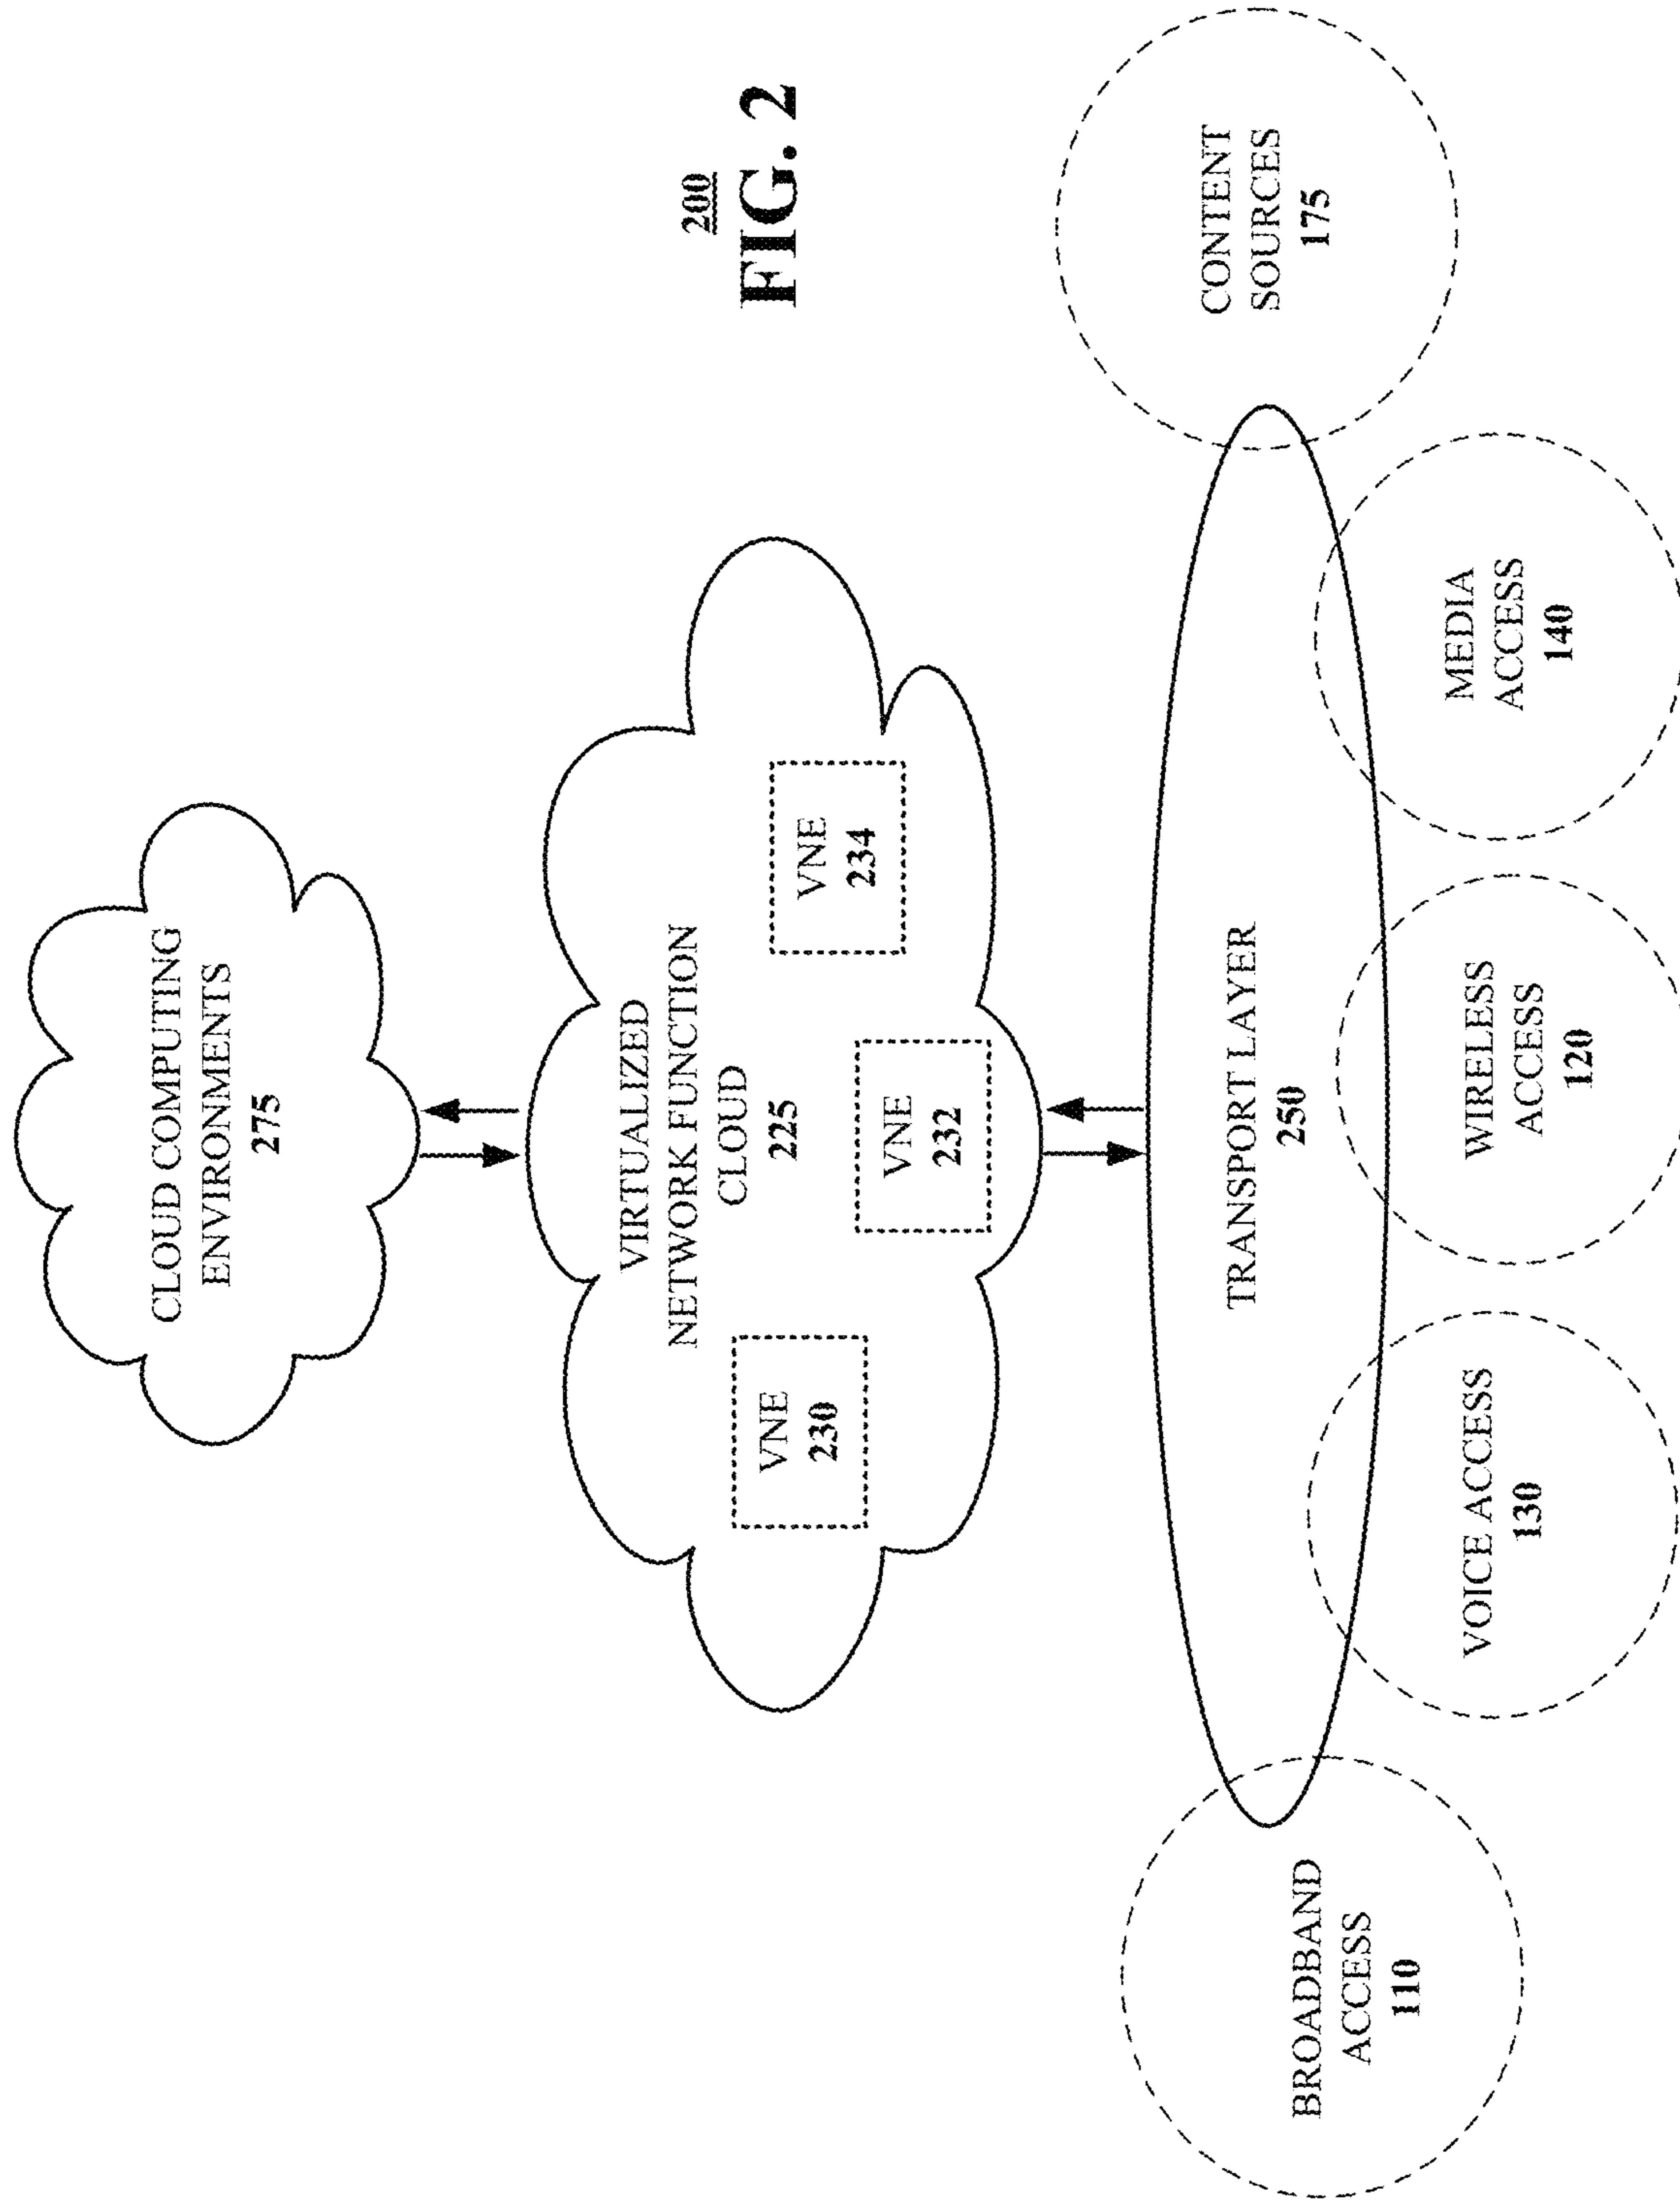 CLOUD COMPUTING
ENVIRONMENTS
275
VIRTUALIZED
NETWORK FUNCTION
CLOUD
225
VNE
230
VNE
232
VNE
234
200
FIG. 2
TRANSPORT LAYER
250
BROADBAND
ACCESS
110
VOICE ACCESS
130
WIRELESS
ACCESS
120
MEDIA
ACCESS
140
CONTENT
SOURCES
175